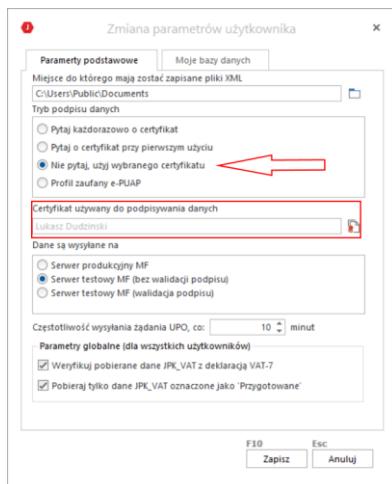 Zmiana parametrów użytkownika
Paramerty podstawowe
Moje bazy danych
Miejsce do którego mają zostać zapisane pliki XML
C:\Users\Public\Documents
Tryb podpisu danych
Pytaj każdorazowo o certyfikat
Pytaj o certyfikat przy pierwszym użyciu
Nie pytaj, użyj wybranego certyfikatu
Profil zaufany e-PUAP
Certyfikat używany do podpisywania danych
Lukasz Dudzinski
Dane są wysyłane na
Serwer produkcyjny MF
Serwer testowy MF (bez walidacji podpisu)
Serwer testowy MF (walidacja podpisu)
Częstotliwość wysyłania żądania UPO, co: 10 minut
Parametry globalne (dla wszystkich użytkowników)
Weryfikuj pobierane dane JPK_VAT z deklaracją VAT-7
Pobieraj tylko dane JPK_VAT oznaczone jako 'Przygotowane'
F10 Esc
Zapisz Anuluj